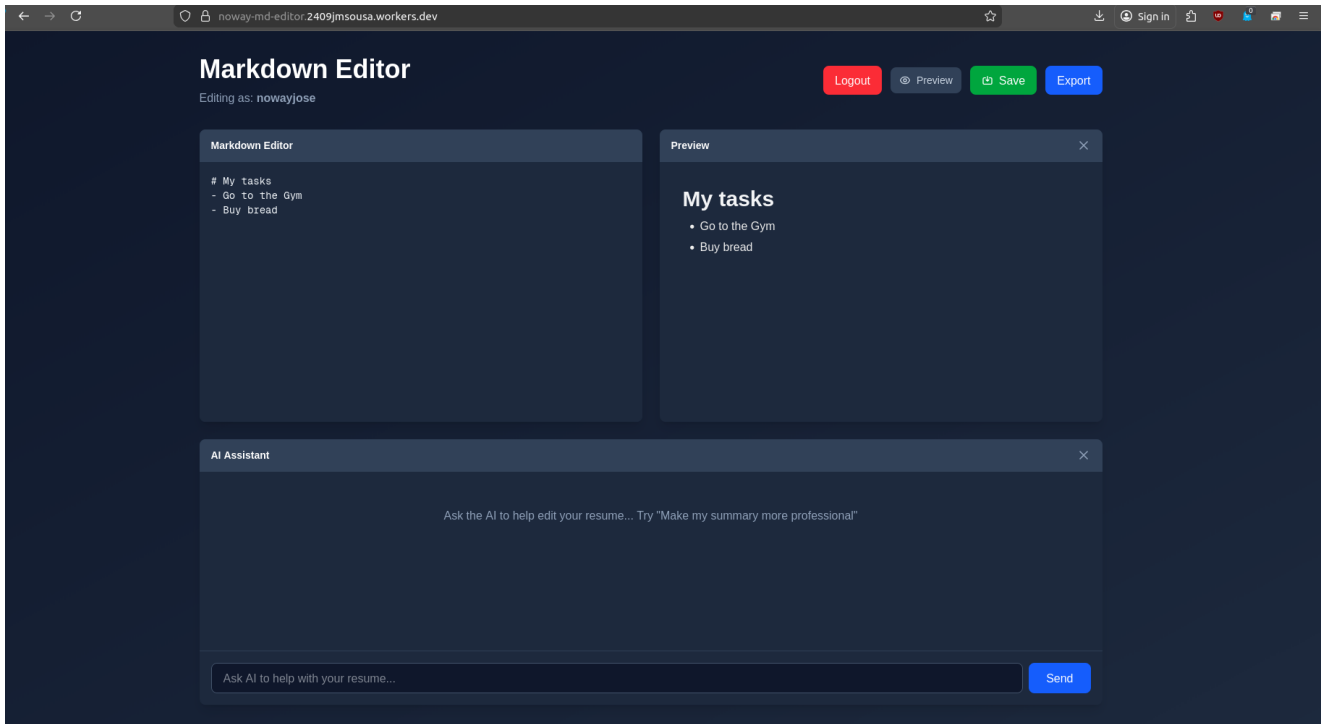 noway-md-editor.2409jmsousa.workers.dev
Sign in
0
Markdown Editor
Editing as: nowayjose
Logout
Preview
Save
Export
Markdown Editor
# My tasks
- Go to the Gym
- Buy bread
Preview
My tasks
• Go to the Gym
• Buy bread
AI Assistant
Ask the AI to help edit your resume... Try "Make my summary more professional"
Ask AI to help with your resume...
Send